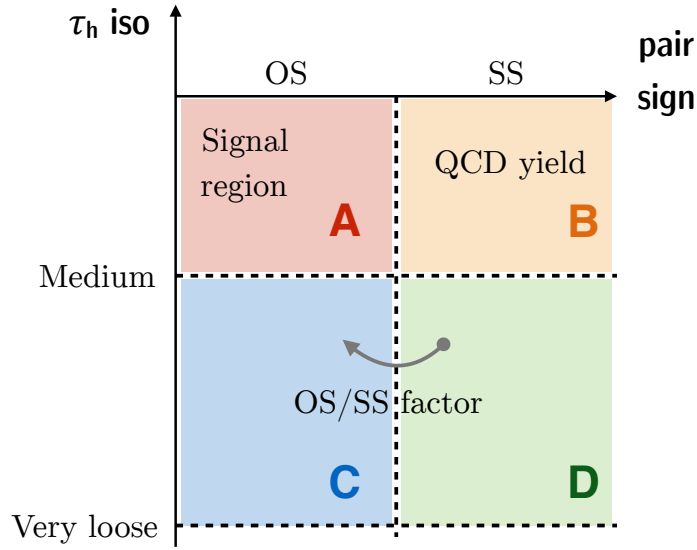 τh iso
pair
sign
OS
SS
Signal
region
QCD yield
A
B
Medium
OS/SS factor
C
D
Very loose